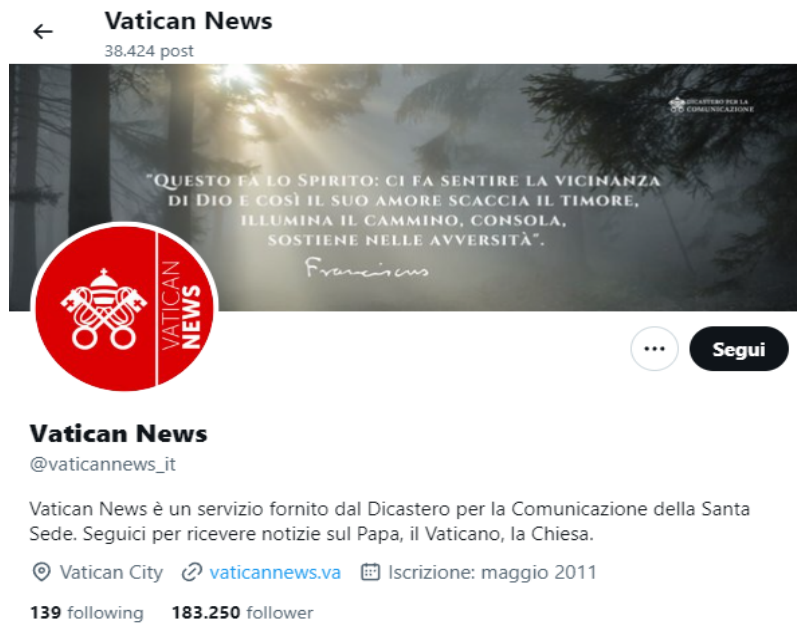 Vatican News
38.424 post
DICASTERO PER LA
COMUNICAZIONE
"QUESTO FA LO SPIRITO: CI FA SENTIRE LA VICINANZA
DI DIO E COSÌ IL SUO AMORE SCACCIA IL TIMORE,
ILLUMINA IL CAMMINO, CONSOLA,
SOSTIENE NELLE AVVERSITÀ".
Franciscus
VATICAN
NEWS
Segui
Vatican News
@vaticannews_it
Vatican News è un servizio fornito dal Dicastero per la Comunicazione della Santa
Sede. Seguici per ricevere notizie sul Papa, il Vaticano, la Chiesa.
Vatican City vaticannews.va Iscrizione: maggio 2011
139 following 183.250 follower